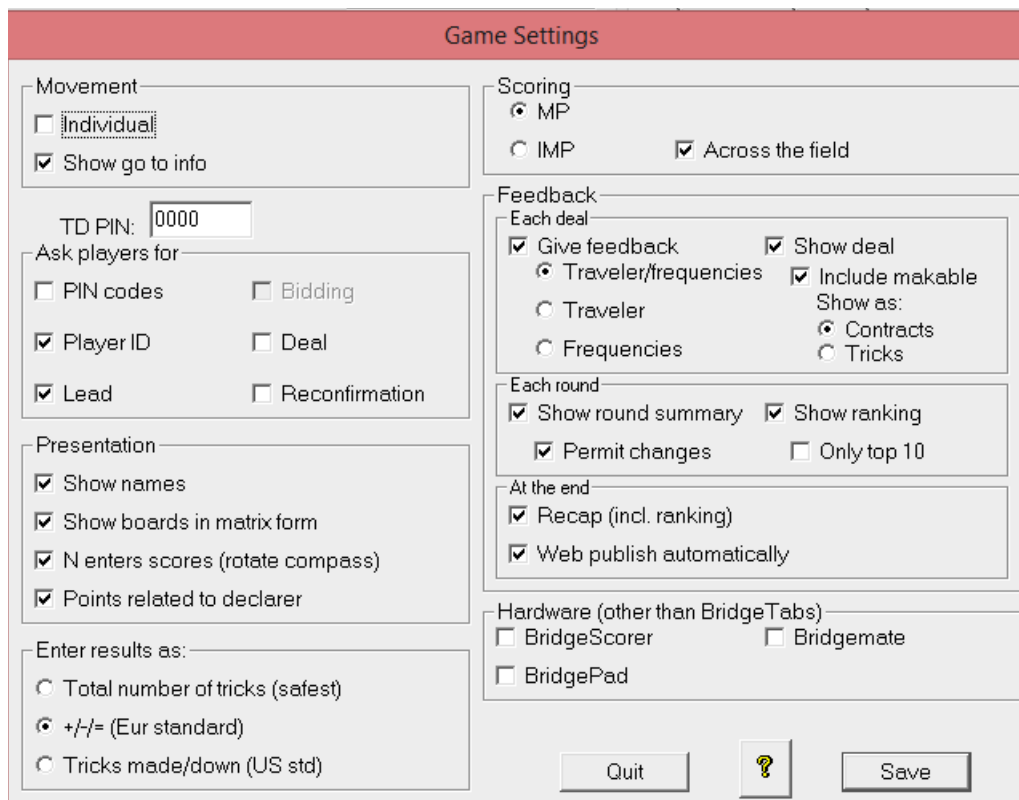 Game Settings
Movement
Individual
Show go to info
TD PIN: 0000
Ask players for
PIN codes
Bidding
Player ID
Deal
Lead
Reconfirmation
Presentation
Show names
Show boards in matrix form
N enters scores (rotate compass)
Points related to declarer
Enter results as:
Total number of tricks (safest)
+/-/= (Eur standard)
Tricks made/down (US std)
Scoring
MP
IMP
Across the field
Feedback
Each deal
Give feedback
Show deal
Traveler/frequencies
Include makable
Show as:
Traveler
Contracts
Frequencies
Tricks
Each round
Show round summary
Show ranking
Permit changes
Only top 10
At the end
Recap (incl. ranking)
Web publish automatically
Hardware (other than BridgeTabs)
BridgeScorer
Bridgemate
BridgePad
Quit
?
Save